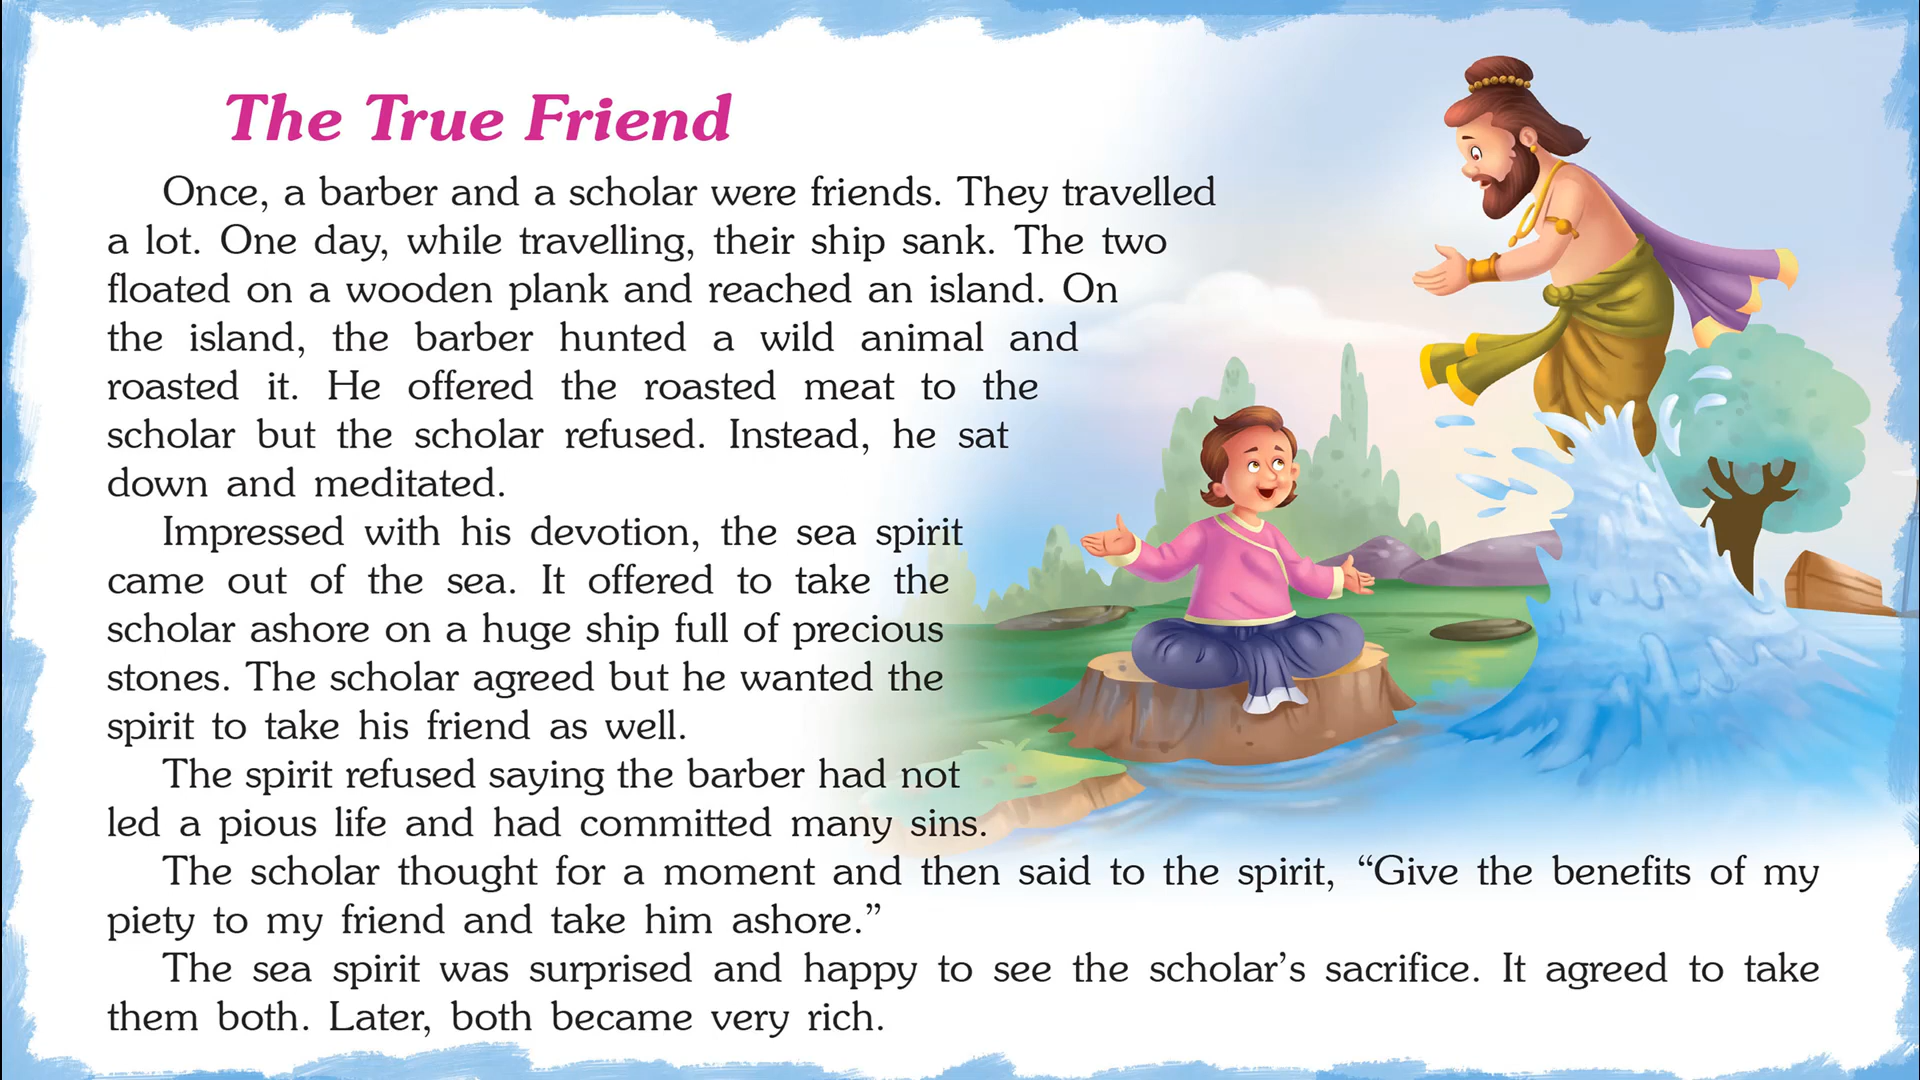 The True Friend
Once, a barber and a scholar were friends. They travelled
a lot. One day, while travelling, their ship sank. The two
floated on a wooden plank and reached an island. On
the island, the barber hunted a wild animal and
roasted it. He offered the roasted meat to the
scholar but the scholar refused. Instead, he sat
down and meditated.
Impressed with his devotion, the sea spirit
came out of the sea. It offered to take the
scholar ashore on a huge ship full of precious
stones. The scholar agreed but he wanted the
spirit to take his friend as well.
The spirit refused saying the barber had not
led a pious life and had committed many sins.
The scholar thought for a moment and then said to the spirit, “Give the benefits of my
piety to my friend and take him ashore.”
The sea spirit was surprised and happy to see the scholar’s sacrifice. It agreed to take
them both. Later, both became very rich.